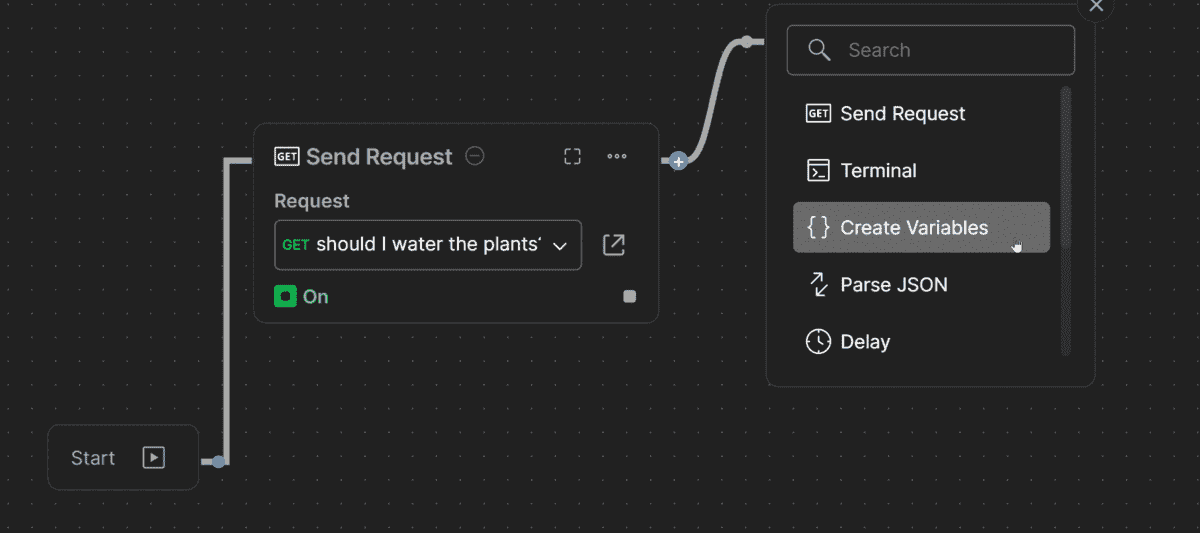 Search
GET Send Request
Terminal
{} Create Variables
Parse JSON
Delay
GET Send Request
Request
GET should I water the plants
On
Start